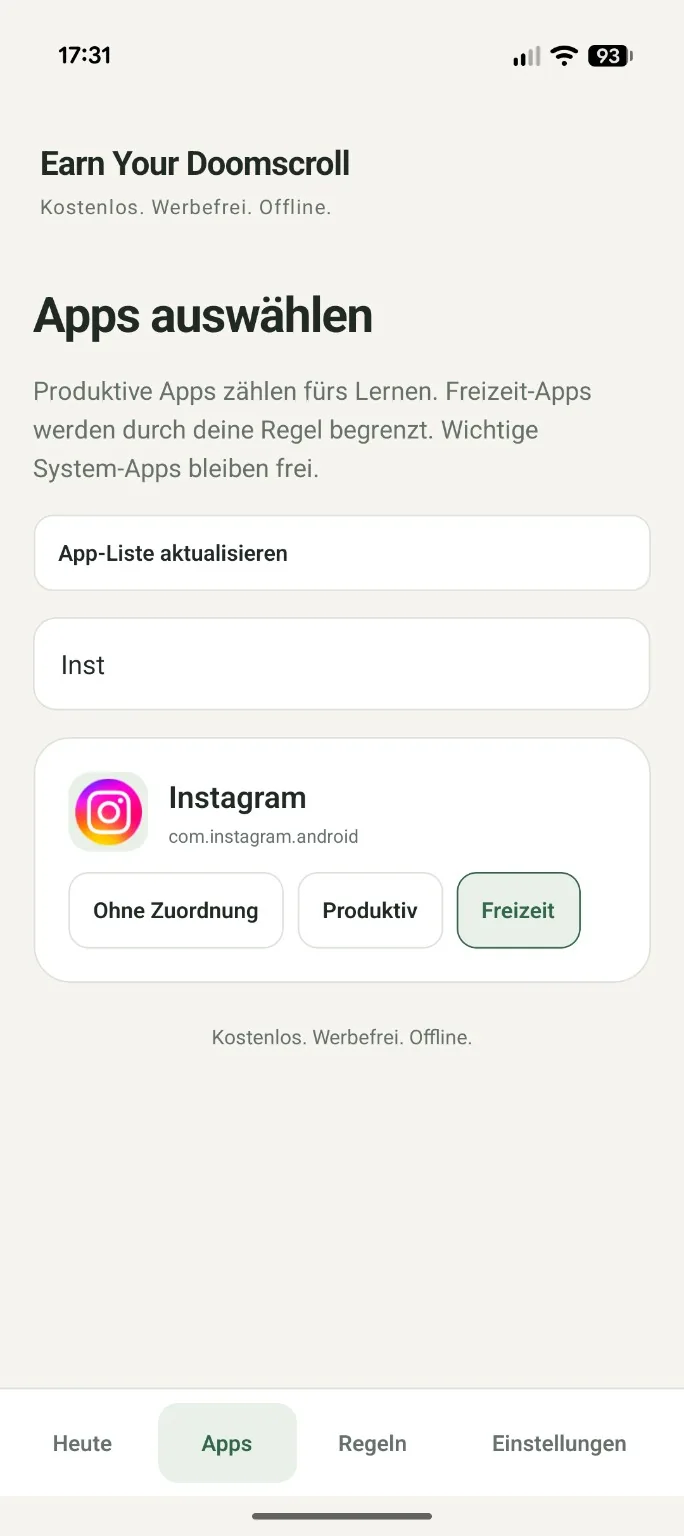 17:31
93
Earn Your Doomscroll
Kostenlos. Werbefrei. Offline.
Apps auswählen
Produktive Apps zählen fürs Lernen. Freizeit-Apps
werden durch deine Regel begrenzt. Wichtige
System-Apps bleiben frei.
App-Liste aktualisieren
Inst
Instagram
com.instagram.android
Ohne Zuordnung Produktiv Freizeit
Kostenlos. Werbefrei. Offline.
Heute Apps Regeln Einstellungen